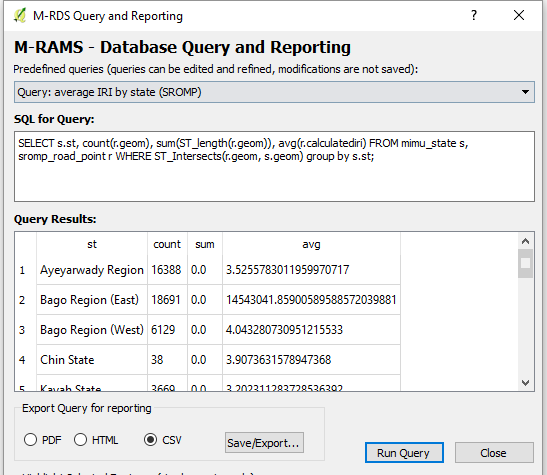 M-RDS Query and Reporting
M-RAMS - Database Query and Reporting
Predefined queries (queries can be edited and refined, modifications are not saved):
Query: average IRI by state (SROMP)
SQL for Query:
SELECT s.st, count(r.geom), sum(ST_length(r.geom)), avg(r.calculatediri) FROM mimu_state s,
sromp_road_point r WHERE ST_Intersects(r.geom, s.geom) group by s.st;
Query Results:
st count sum avg
1 Ayeyarwady Region 16388 0.0 3.5255783011959970717
2 Bago Region (East) 18691 0.0 14543041.85900589588572039881
3 Bago Region (West) 6129 0.0 4.043280730951215533
4 Chin State 38 0.0 3.9073631578947368
5 Kayah State 3669 0.0 3.202311283728536392
Export Query for reporting
PDF HTML CSV Save/Export...
Run Query Close